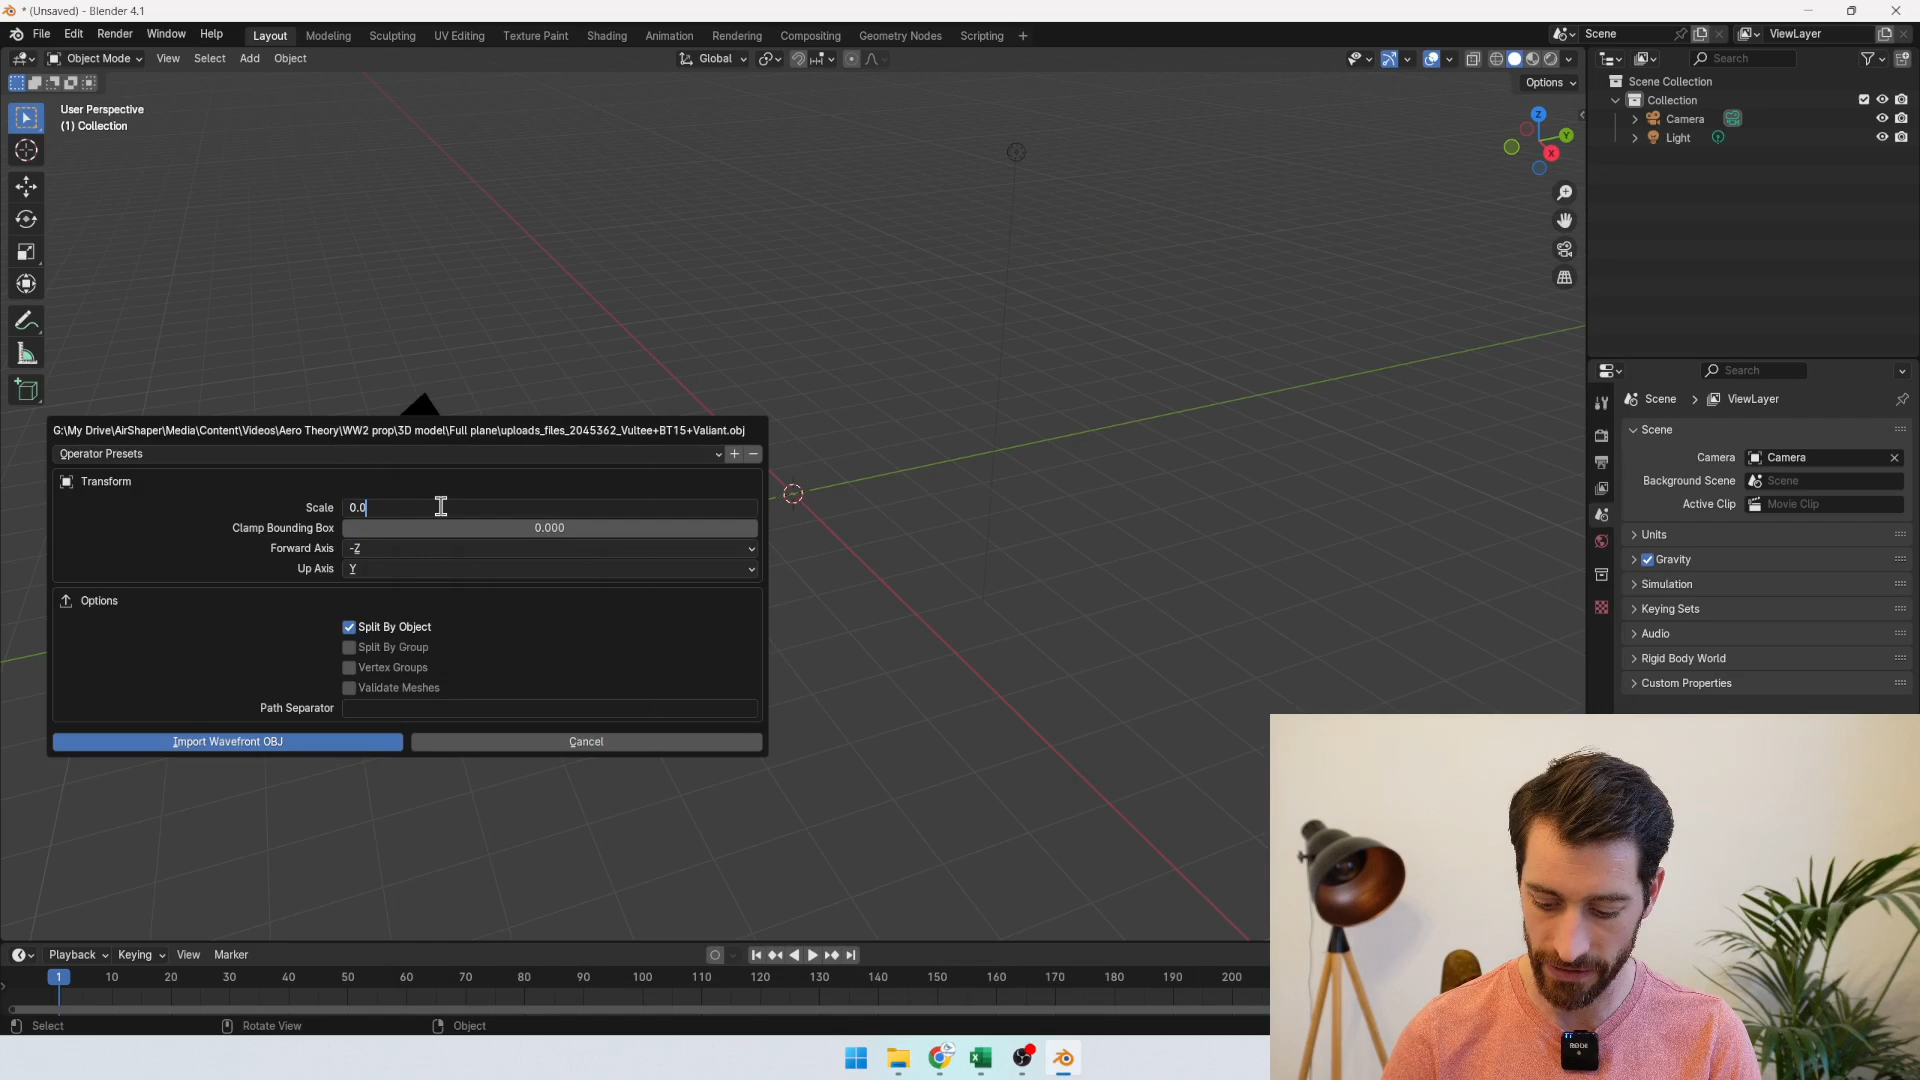 * (Unsaved) - Blender 4.1
File Edit Render Window Help Layout Modeling Sculpting UV Editing Texture Paint Shading Animation Rendering Compositing Geometry Nodes Scripting + Scene ViewLayer
Object Mode View Select Add Object Global Search
Options
User Perspective
(1) Collection
Z
Y
X
Scene Collection
Collection
Camera
Light
G:\My Drive\AirShaper\Media\Content\Videos\Aero Theory\WW2 prop\3D model\Full plane\uploads_files_2045362_Vultee+BT15+Valiant.obj
Operator Presets
Transform
Scale 0.0
Clamp Bounding Box 0.000
Forward Axis -Z
Up Axis Y
Options
Split By Object
Split By Group
Vertex Groups
Validate Meshes
Path Separator
Import Wavefront OBJ Cancel
Search
Scene > ViewLayer
Scene
Camera Camera
Background Scene Scene
Active Clip Movie Clip
Units
Gravity
Simulation
Keying Sets
Audio
Rigid Body World
Custom Properties
Playback Keying View Marker
1 10 20 30 40 50 60 70 80 90 100 110 120 130 140 150 160 170 180 190 200
Select Rotate View Object
RODE